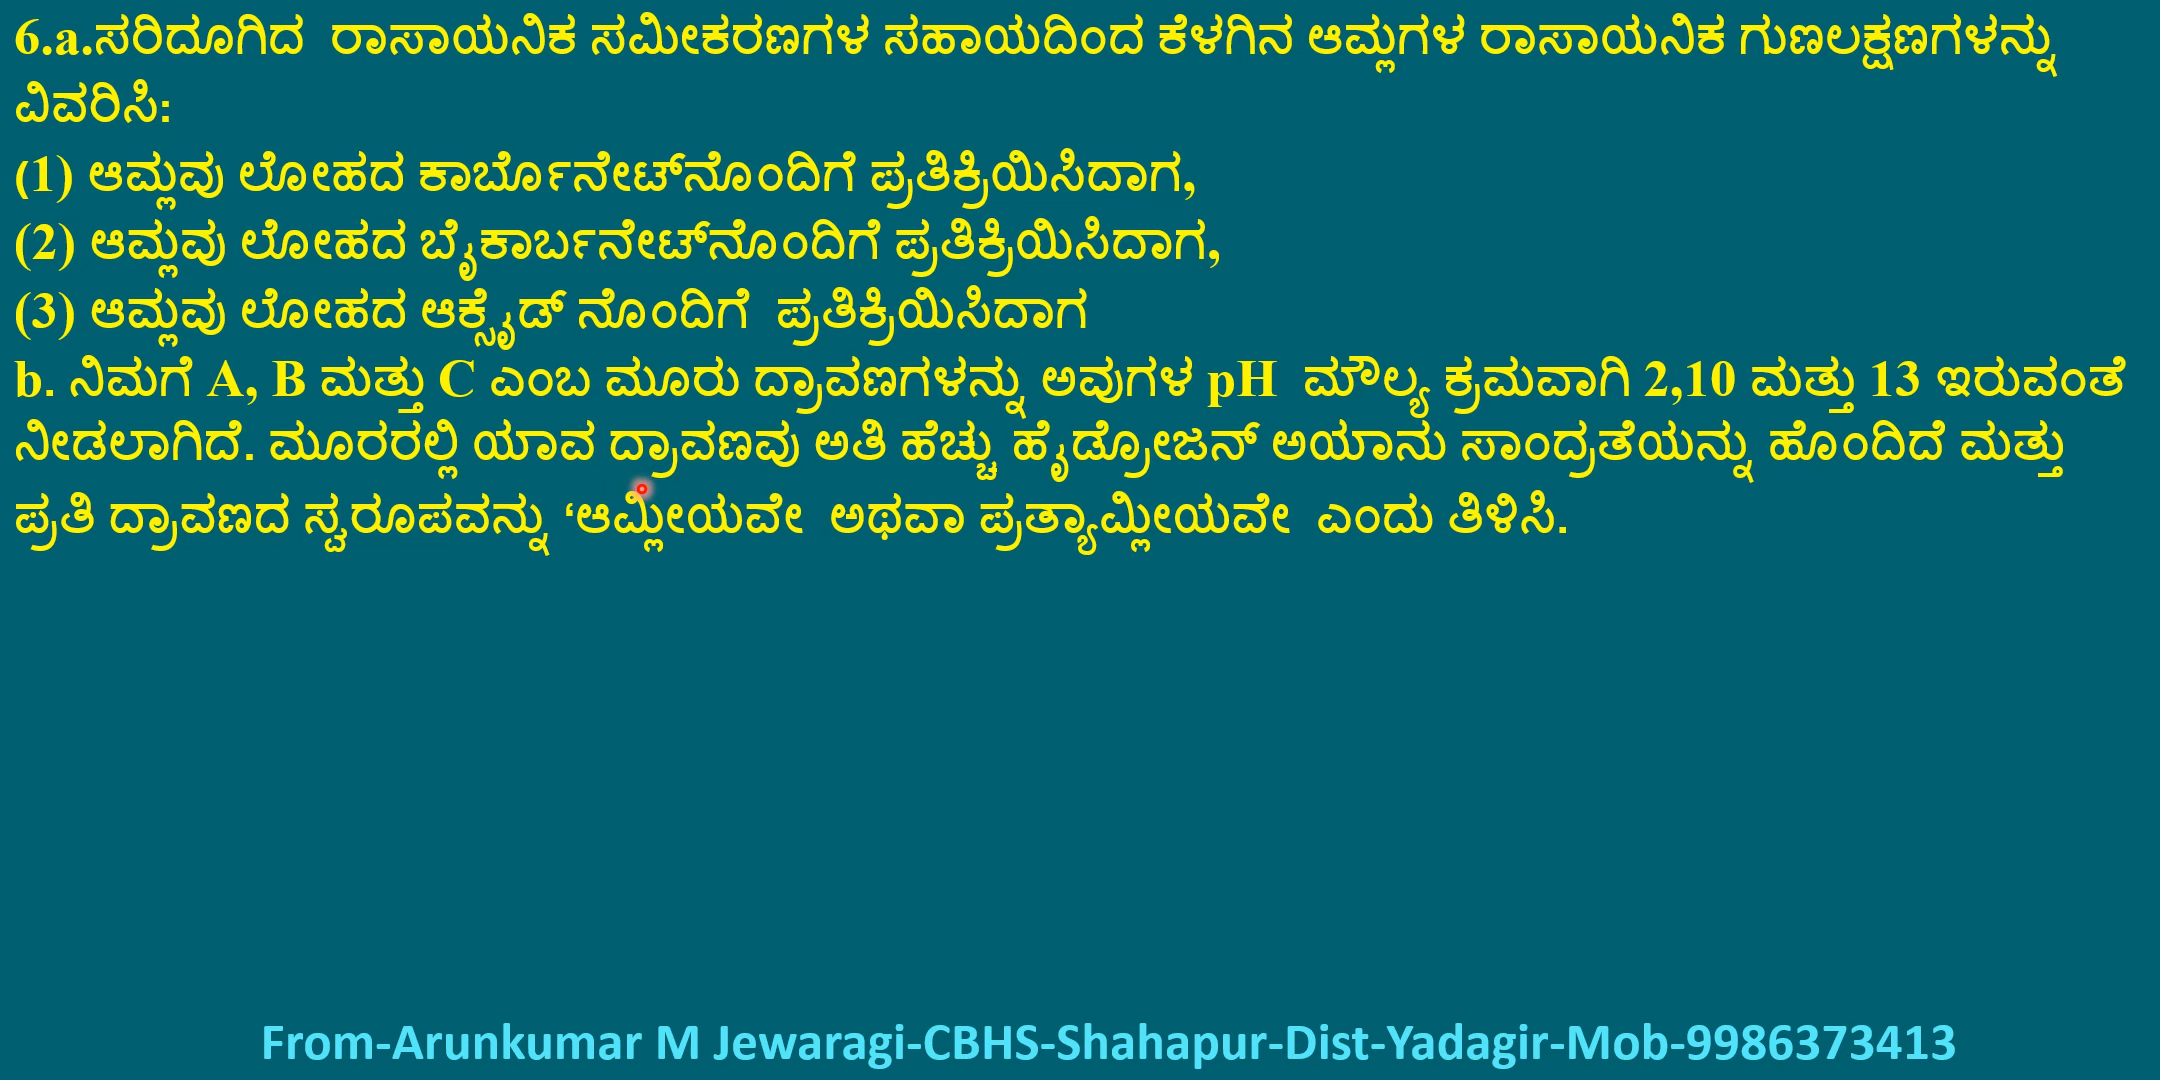 6.a.ಸರಿದೂಗಿದ ರಾಸಾಯನಿಕ ಸಮೀಕರಣಗಳ ಸಹಾಯದಿಂದ ಕೆಳಗಿನ ಆಮ್ಲಗಳ ರಾಸಾಯನಿಕ ಗುಣಲಕ್ಷಣಗಳನ್ನು
ವಿವರಿಸಿ:
(1) ಆಮ್ಲವು ಲೋಹದ ಕಾರ್ಬೊನೇಟ್‌ನೊಂದಿಗೆ ಪ್ರತಿಕ್ರಿಯಿಸಿದಾಗ,
(2) ಆಮ್ಲವು ಲೋಹದ ಬೈಕಾರ್ಬನೇಟ್‌ನೊಂದಿಗೆ ಪ್ರತಿಕ್ರಿಯಿಸಿದಾಗ,
(3) ಆಮ್ಲವು ಲೋಹದ ಆಕ್ಸೈಡ್ ನೊಂದಿಗೆ ಪ್ರತಿಕ್ರಿಯಿಸಿದಾಗ
b. ನಿಮಗೆ A, B ಮತ್ತು C ಎಂಬ ಮೂರು ದ್ರಾವಣಗಳನ್ನು ಅವುಗಳ pH ಮೌಲ್ಯ ಕ್ರಮವಾಗಿ 2,10 ಮತ್ತು 13 ಇರುವಂತೆ
ನೀಡಲಾಗಿದೆ. ಮೂರರಲ್ಲಿ ಯಾವ ದ್ರಾವಣವು ಅತಿ ಹೆಚ್ಚು ಹೈಡ್ರೋಜನ್ ಅಯಾನು ಸಾಂದ್ರತೆಯನ್ನು ಹೊಂದಿದೆ ಮತ್ತು
ಪ್ರತಿ ದ್ರಾವಣದ ಸ್ವರೂಪವನ್ನು ‘ಆಮ್ಲೀಯವೇ ಅಥವಾ ಪ್ರತ್ಯಾಮ್ಲೀಯವೇ ಎಂದು ತಿಳಿಸಿ.
From-Arunkumar M Jewaragi-CBHS-Shahapur-Dist-Yadagir-Mob-9986373413